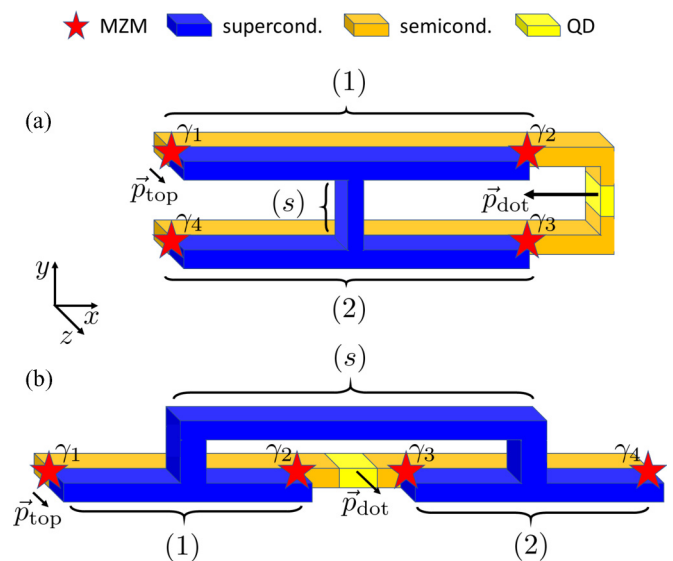 MZM supercond. semicond. QD
(1)
(a)
γ1 γ2
p⃗top (s) p⃗dot
γ4 γ3
y x z
(2)
(b)
(s)
γ1 γ2 γ3 γ4
p⃗top p⃗dot
(1) (2)